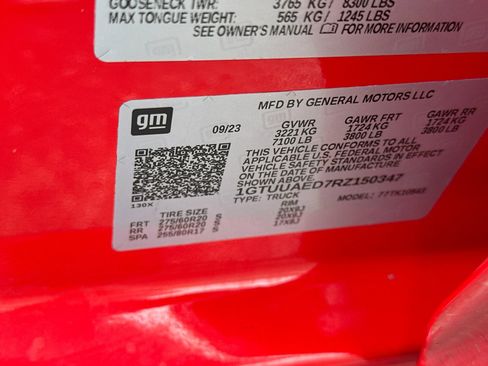 GOOSENECK TWR: 3765 KG / 8300 LBS
MAX TONGUE WEIGHT: 565 KG / 1245 LBS
SEE OWNER'S MANUAL FOR MORE INFORMATION
gm
MFD BY GENERAL MOTORS LLC
09/23 GVWR GAWR FRT GAWR RR
3221 KG 1724 KG 1724 KG
7100 LB 3800 LB 3800 LB
THIS VEHICLE CONFORMS TO ALL
APPLICABLE U.S. FEDERAL MOTOR
VEHICLE SAFETY STANDARDS IN EFFECT
ON THE DATE OF MANUFACTURE SHOWN ABOVE.
1GTUUAED7RZ150347
TYPE: TRUCK MODEL:
130X
TIRE SIZE RIM
FRT 275/60R20 S 20X9J
RR 275/60R20 S 20X9J
SPA 255/80R17 S 17X8J